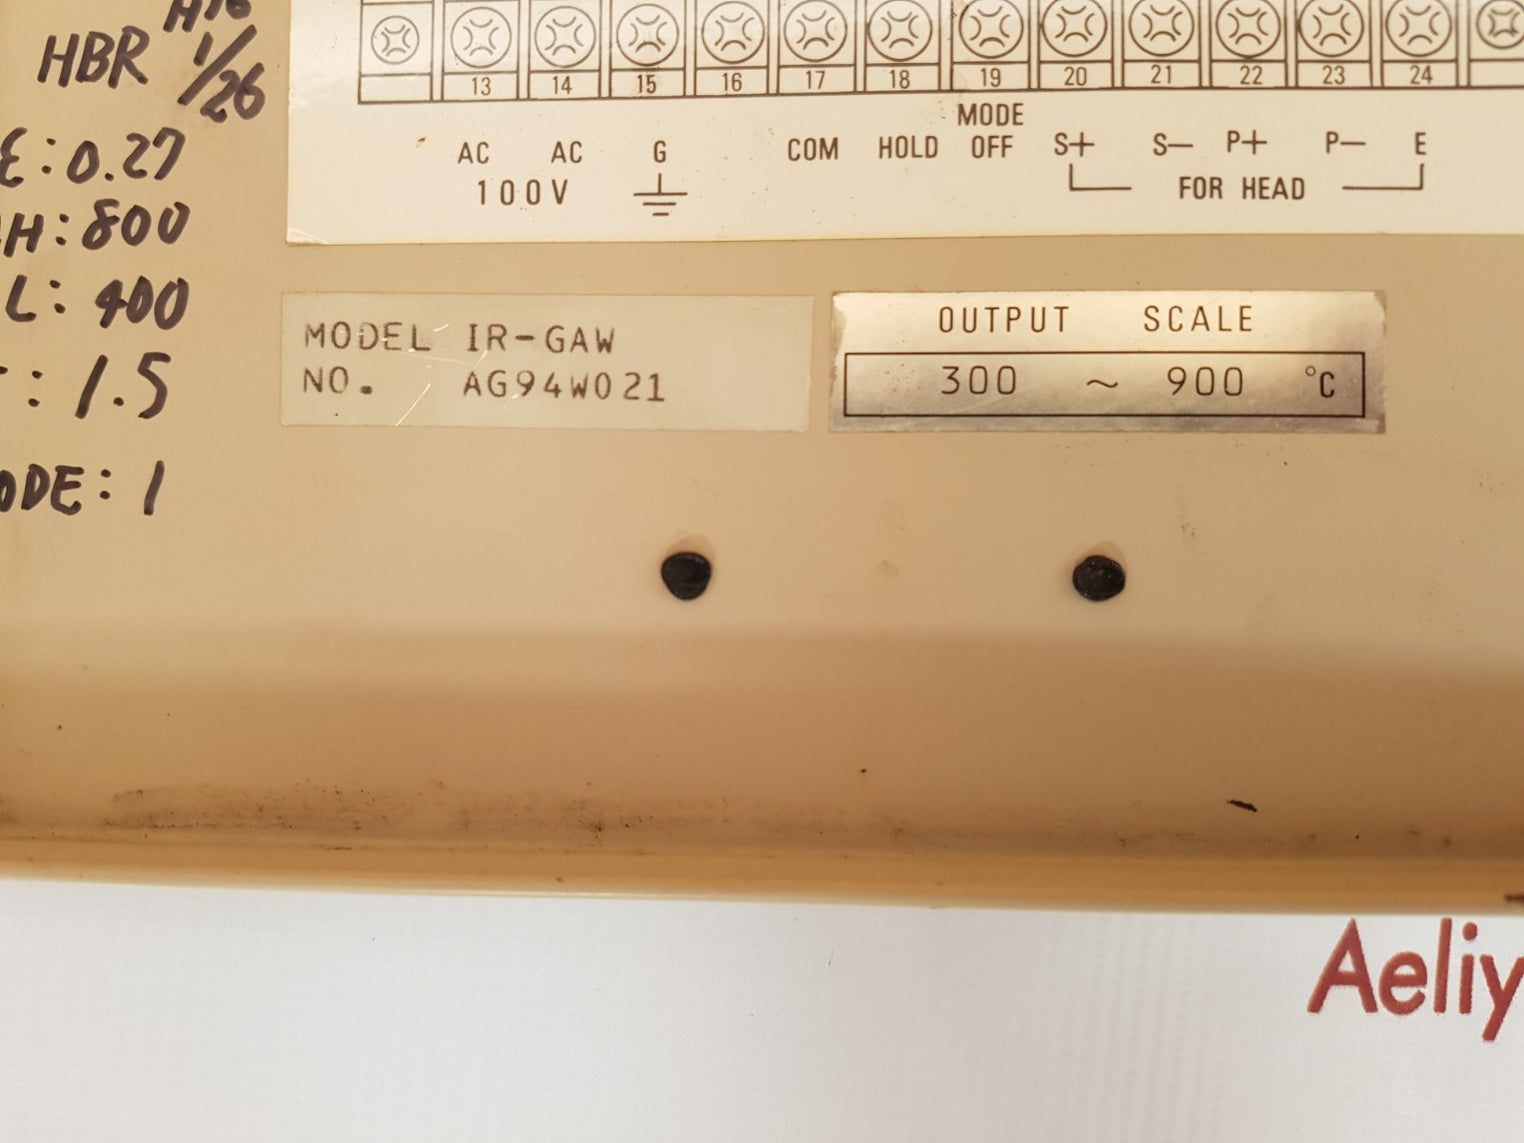 H16
HBR 1/26
E:0.27
H:800
L:400
:1.5
ODE:1
13 14 15 16 17 18 19 20 21 22 23 24
AC AC G COM HOLD MODE OFF S+ S- P+ P- E
100V FOR HEAD
MODEL IR-GAW
NO. AG94W021
OUTPUT SCALE
300 ~ 900 °C
Aeliy